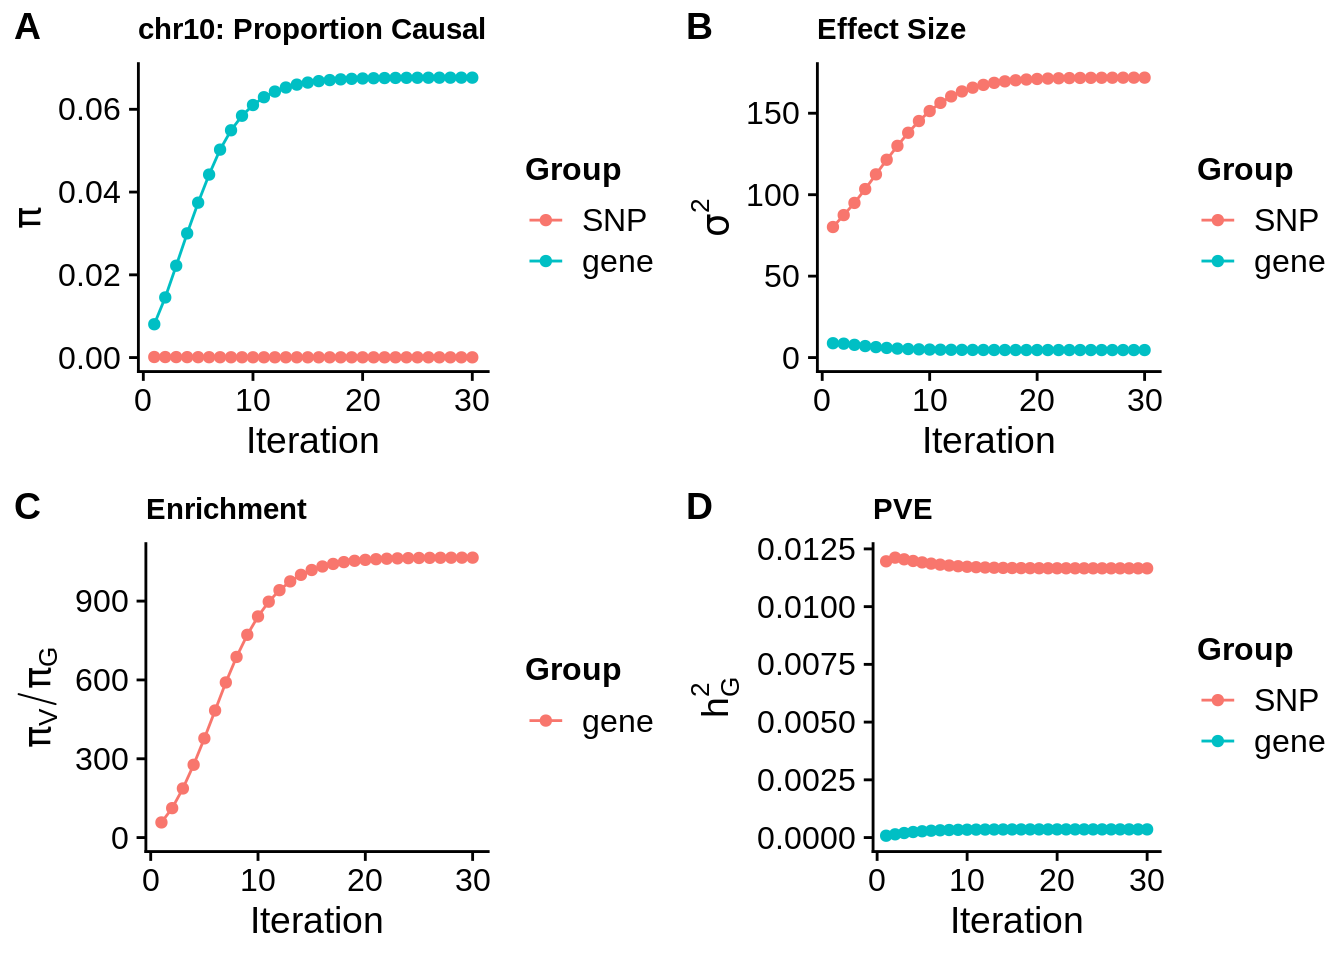 A
chr10: Proportion Causal
0.06
0.04
0.02
0.00
π
0 10 20 30
Iteration
Group
SNP
gene
B
Effect Size
150
100
50
0
σ²
0 10 20 30
Iteration
Group
SNP
gene
C
Enrichment
900
600
300
0
π_V/π_G
0 10 20 30
Iteration
Group
gene
D
PVE
0.0125
0.0100
0.0075
0.0050
0.0025
0.0000
h²_G
0 10 20 30
Iteration
Group
SNP
gene